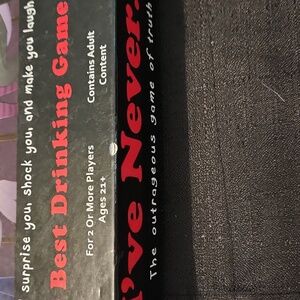 surprise you, shock you, and make you laugh
Best Drinking Game
For 2 Or More Players
Ages 21+
Contains Adult
Content
I've Never.
The outrageous game of truth